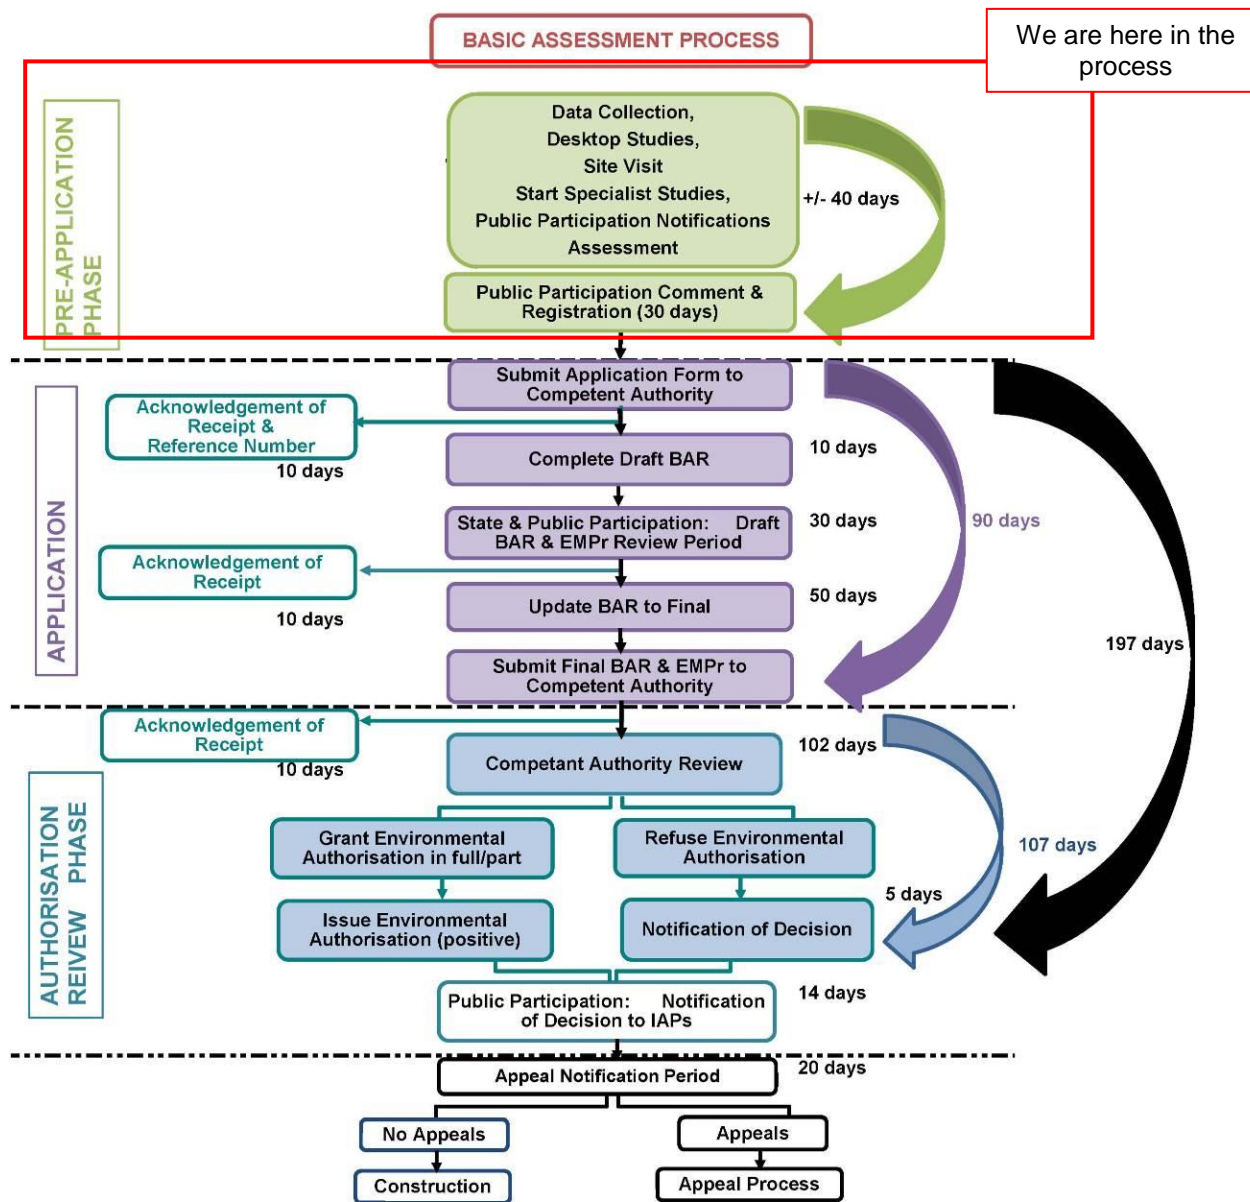 BASIC ASSESSMENT PROCESS
We are here in the
process
PRE-APPLICATION
PHASE
Data Collection,
Desktop Studies,
Site Visit
Start Specialist Studies,
Public Participation Notifications
Assessment
+/- 40 days
Public Participation Comment &
Registration (30 days)
APPLICATION
Submit Application Form to
Competent Authority
Acknowledgement of
Receipt &
Reference Number
10 days
Complete Draft BAR
10 days
State & Public Participation: Draft
BAR & EMPr Review Period
30 days
90 days
Acknowledgement of
Receipt
10 days
Update BAR to Final
50 days
Submit Final BAR & EMPr to
Competent Authority
197 days
AUTHORISATION
REIVEW PHASE
Acknowledgement of
Receipt
10 days
Competant Authority Review
102 days
Grant Environmental
Authorisation in full/part
Refuse Environmental
Authorisation
107 days
Issue Environmental
Authorisation (positive)
Notification of Decision
5 days
Public Participation: Notification
of Decision to IAPs
14 days
Appeal Notification Period
20 days
No Appeals
Appeals
Construction
Appeal Process